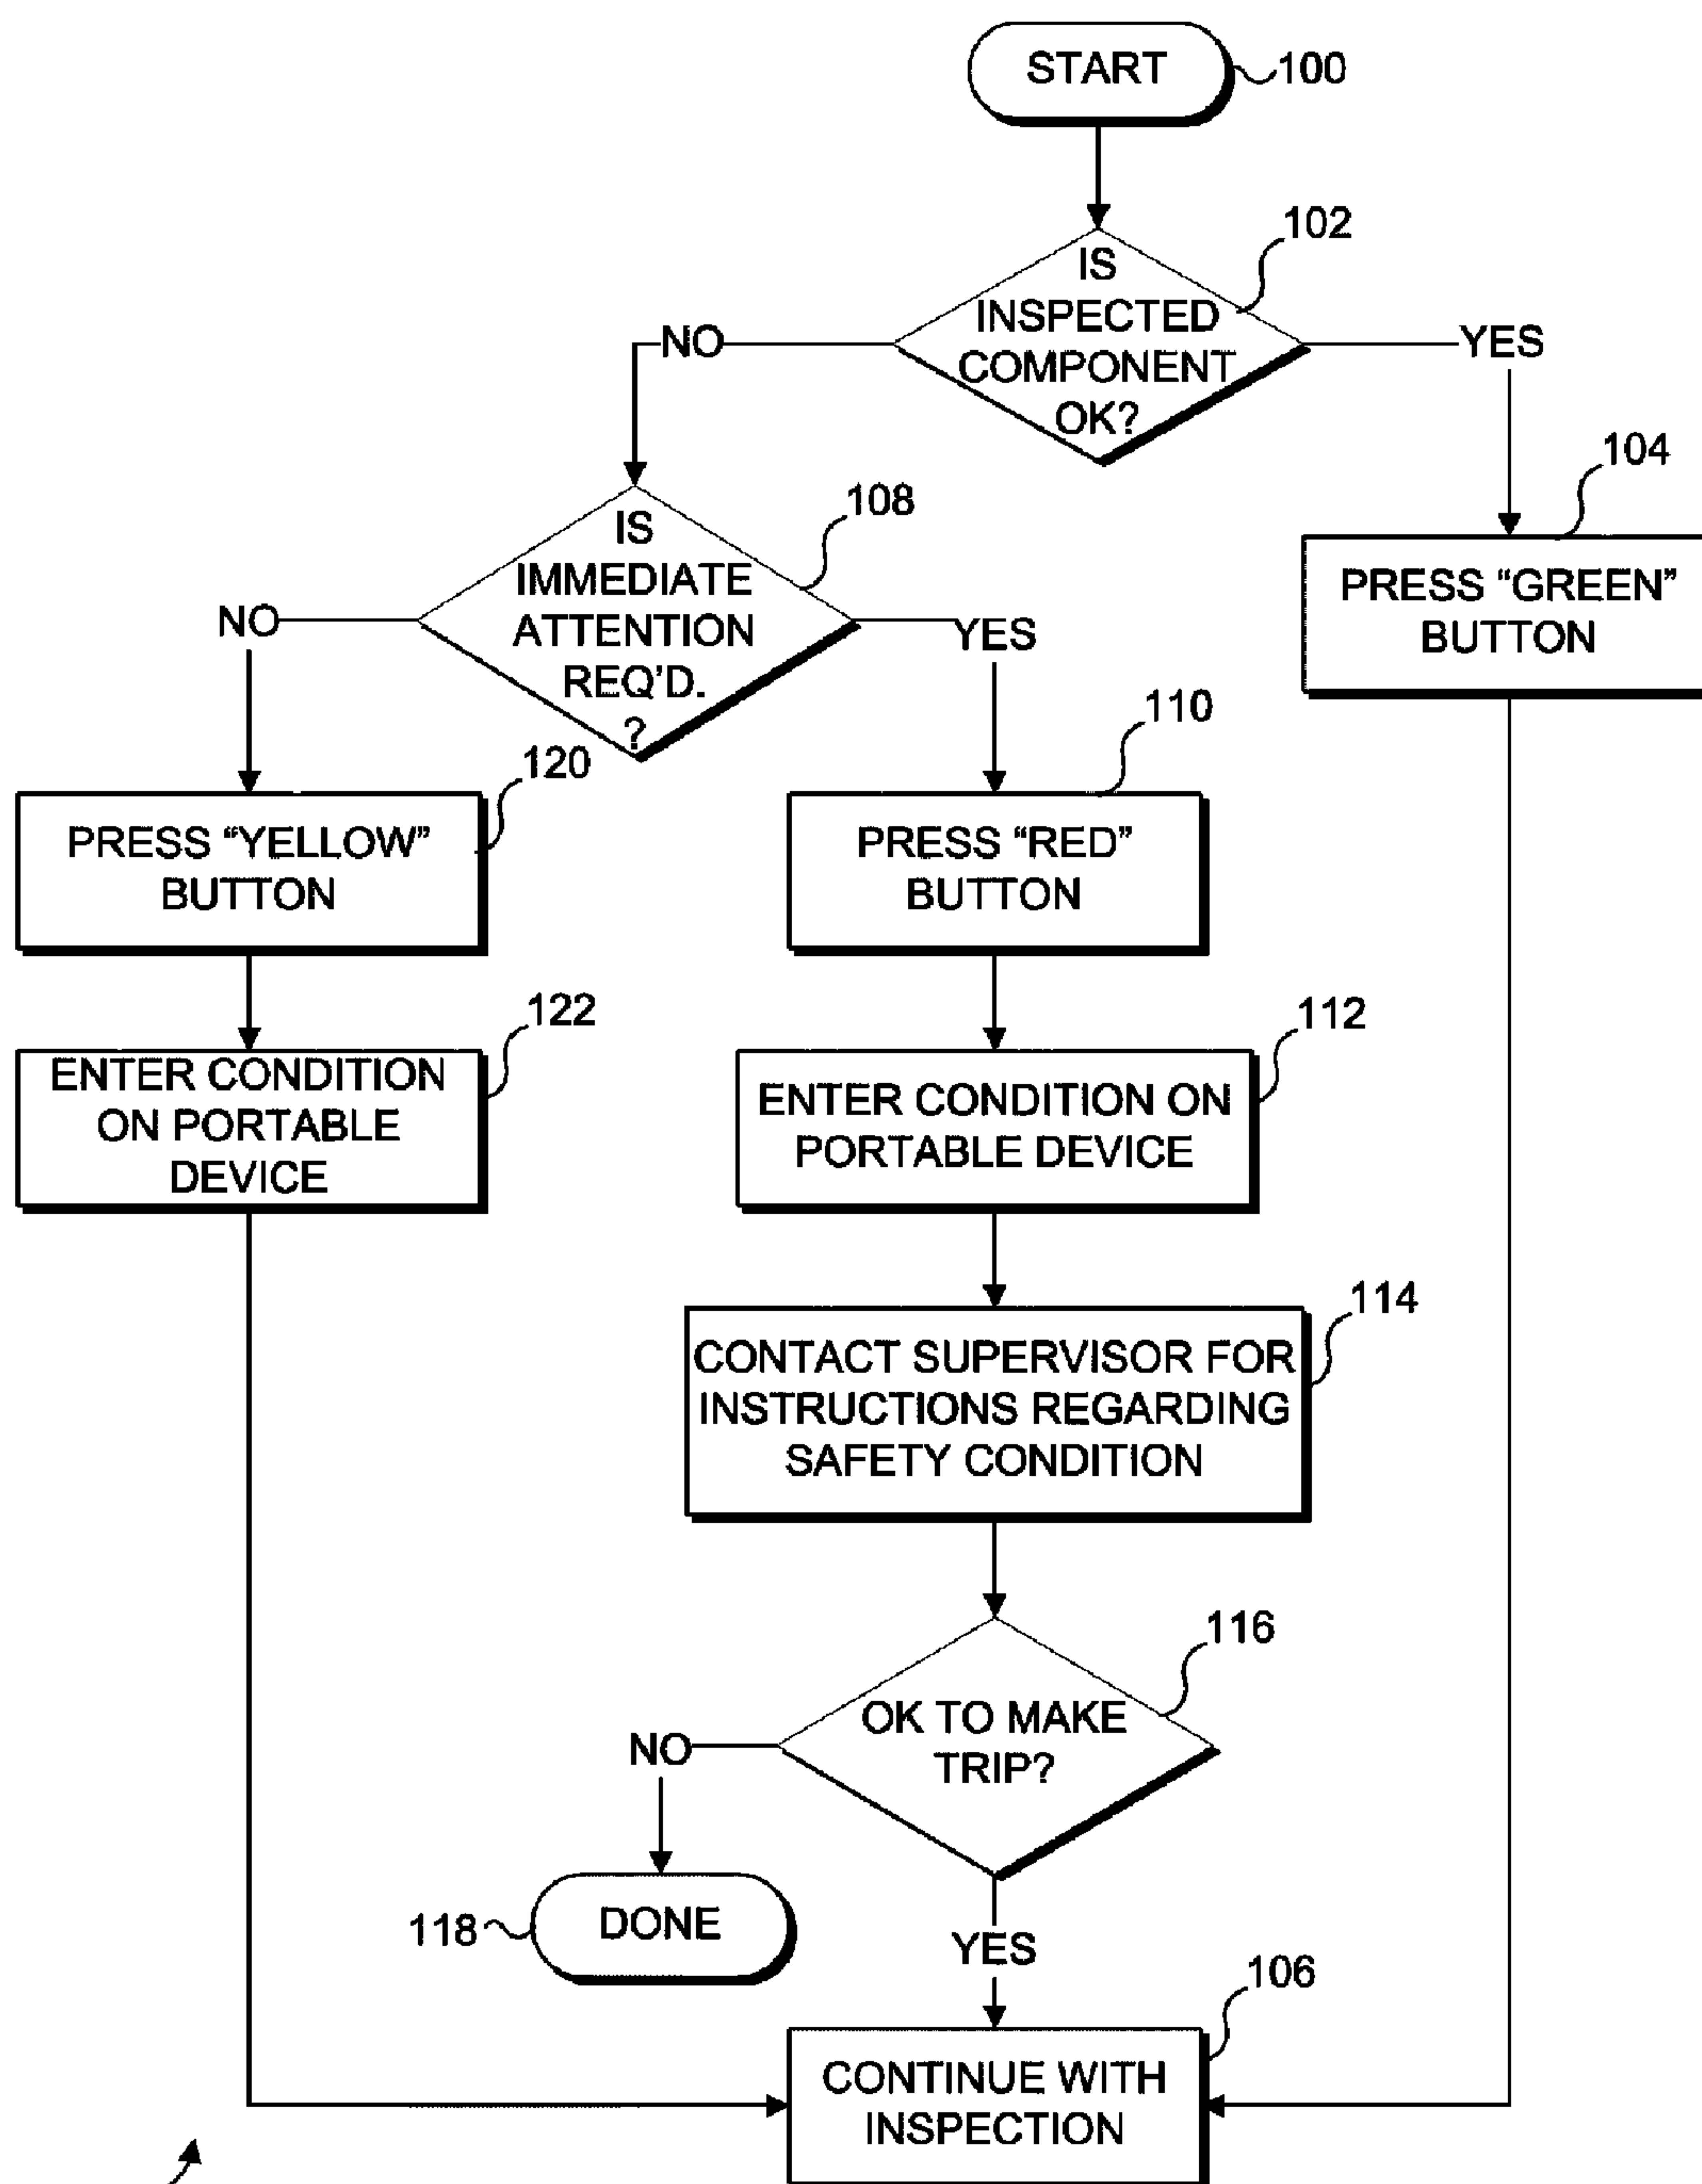 START
100
102
IS
INSPECTED
COMPONENT
OK?
NO
YES
104
PRESS “GREEN”
BUTTON
108
IS
IMMEDIATE
ATTENTION
REQ’D.
?
NO
YES
110
120
PRESS “YELLOW”
BUTTON
PRESS “RED”
BUTTON
122
ENTER CONDITION
ON PORTABLE
DEVICE
112
ENTER CONDITION ON
PORTABLE DEVICE
114
CONTACT SUPERVISOR FOR
INSTRUCTIONS REGARDING
SAFETY CONDITION
116
OK TO MAKE
TRIP?
NO
118
DONE
YES
106
CONTINUE WITH
INSPECTION